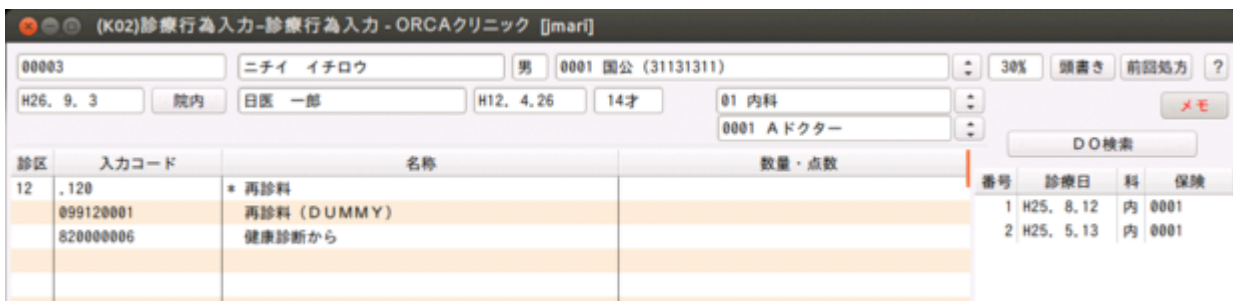 (K02)診療行為入力-診療行為入力 - ORCAクリニック [jmari]
00003 ニチイ イチロウ 男 0001 国公 (31131311) 30% 頭書き 前回処方 ?
H26. 9. 3 院内 日医 一郎 H12. 4.26 14才 01 内科 メモ
0001 Aドクター
DO検索
診区 入力コード 名称 数量・点数
番号 診療日 科 保険
12 .120 * 再診料
1 H25. 8.12 内 0001
099120001 再診料(DUMMY)
2 H25. 5.13 内 0001
820000006 健康診断から